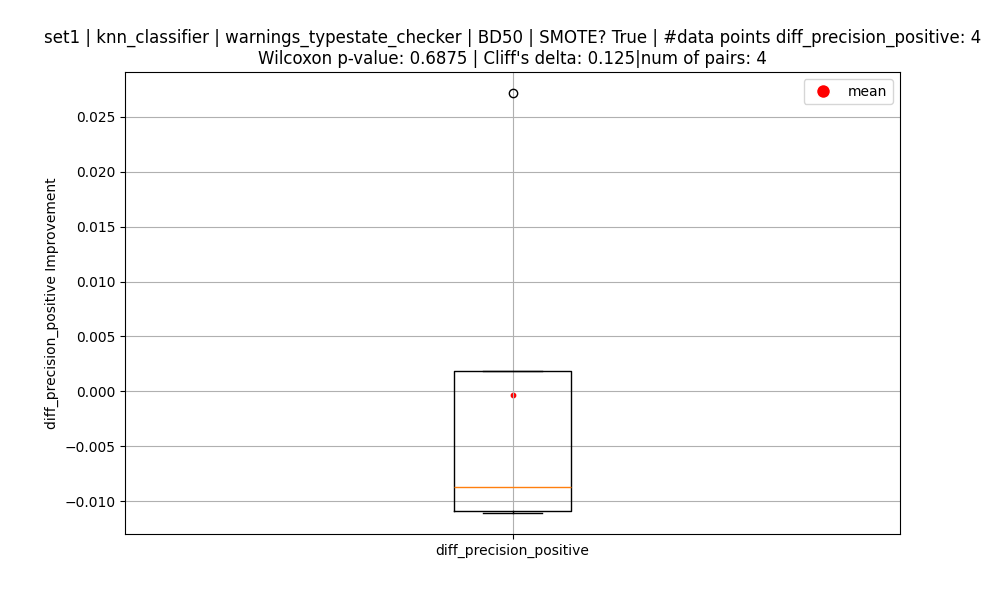 set1 | knn_classifier | warnings_typestate_checker | BD50 | SMOTE? True | #data points diff_precision_positive: 4
Wilcoxon p-value: 0.6875 | Cliff's delta: 0.125|num of pairs: 4
mean
0.025
0.020
0.015
0.010
0.005
0.000
−0.005
−0.010
diff_precision_positive Improvement
diff_precision_positive